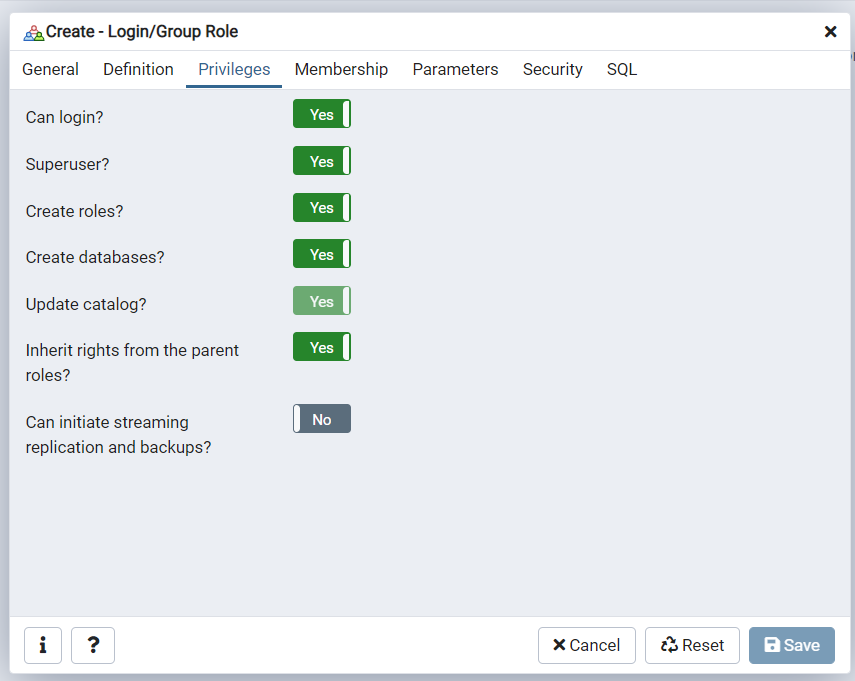 Create - Login/Group Role
General Definition Privileges Membership Parameters Security SQL
Can login? Yes
Superuser? Yes
Create roles? Yes
Create databases? Yes
Update catalog? Yes
Inherit rights from the parent Yes
roles?
Can initiate streaming No
replication and backups?
i ? Cancel Reset Save